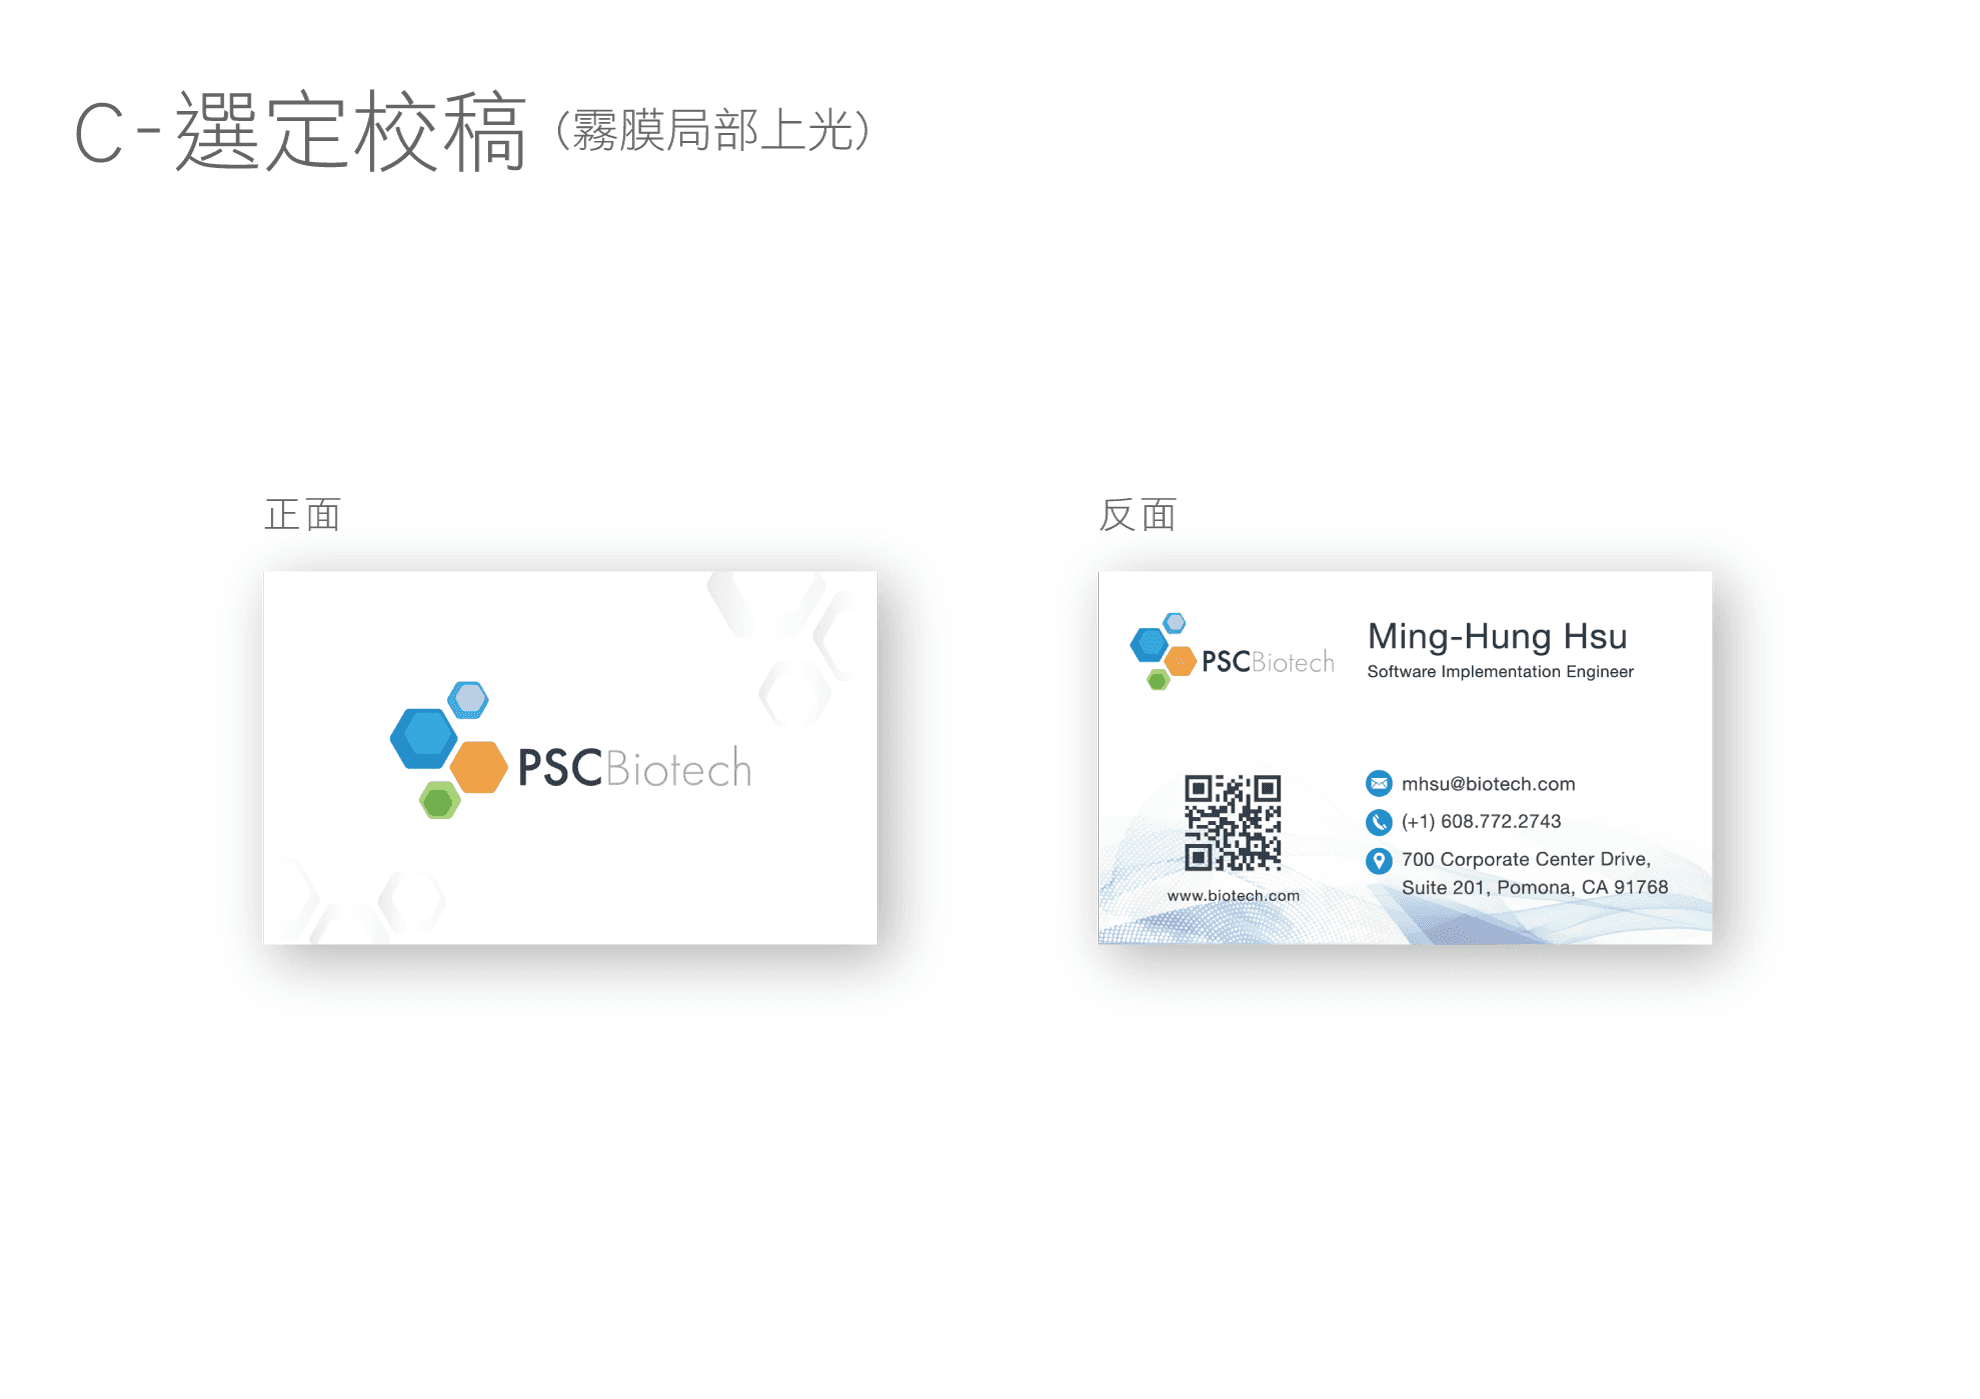 C-選定校稿（霧膜局部上光）
正面
PSCBiotech
反面
PSCBiotech
Ming-Hung Hsu
Software Implementation Engineer
www.biotech.com
mhsu@biotech.com
(+1) 608.772.2743
700 Corporate Center Drive,
Suite 201, Pomona, CA 91768